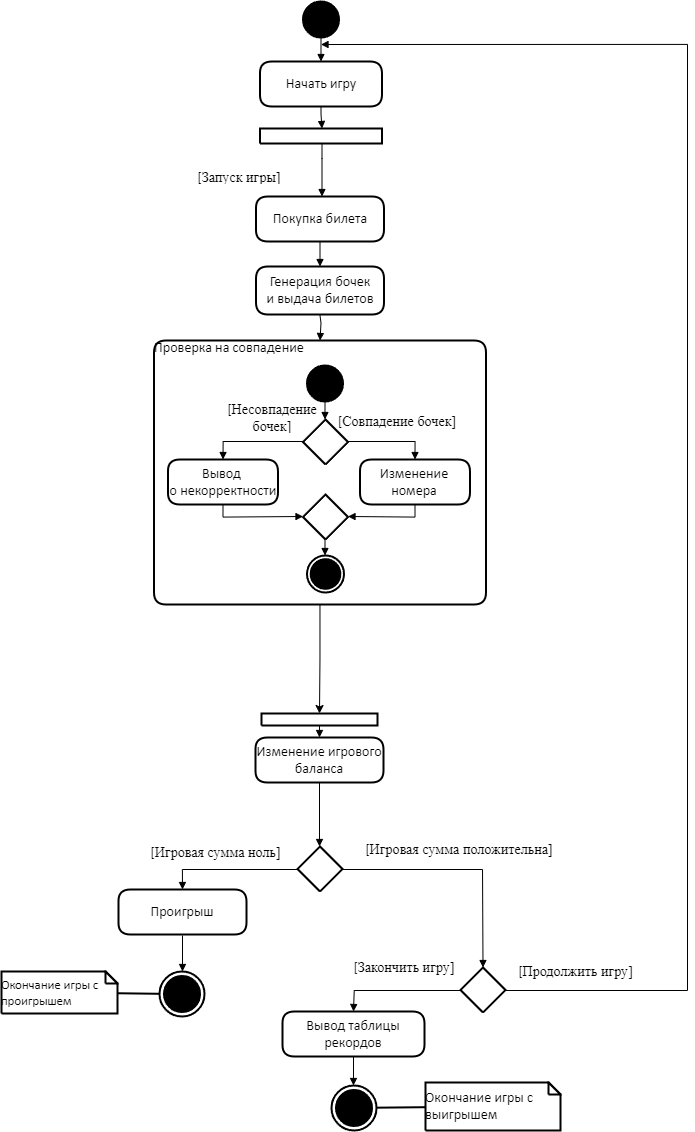 Начать игру
[Запуск игры]
Покупка билета
Генерация бочек
и выдача билетов
Проверка на совпадение
[Несовпадение
бочек]
[Совпадение бочек]
Вывод
о некорректности
Изменение
номера
Изменение игрового
баланса
[Игровая сумма ноль]
[Игровая сумма положительна]
Проигрыш
[Закончить игру]
[Продолжить игру]
Окончание игры с
проигрышем
Вывод таблицы
рекордов
Окончание игры с
выигрышем